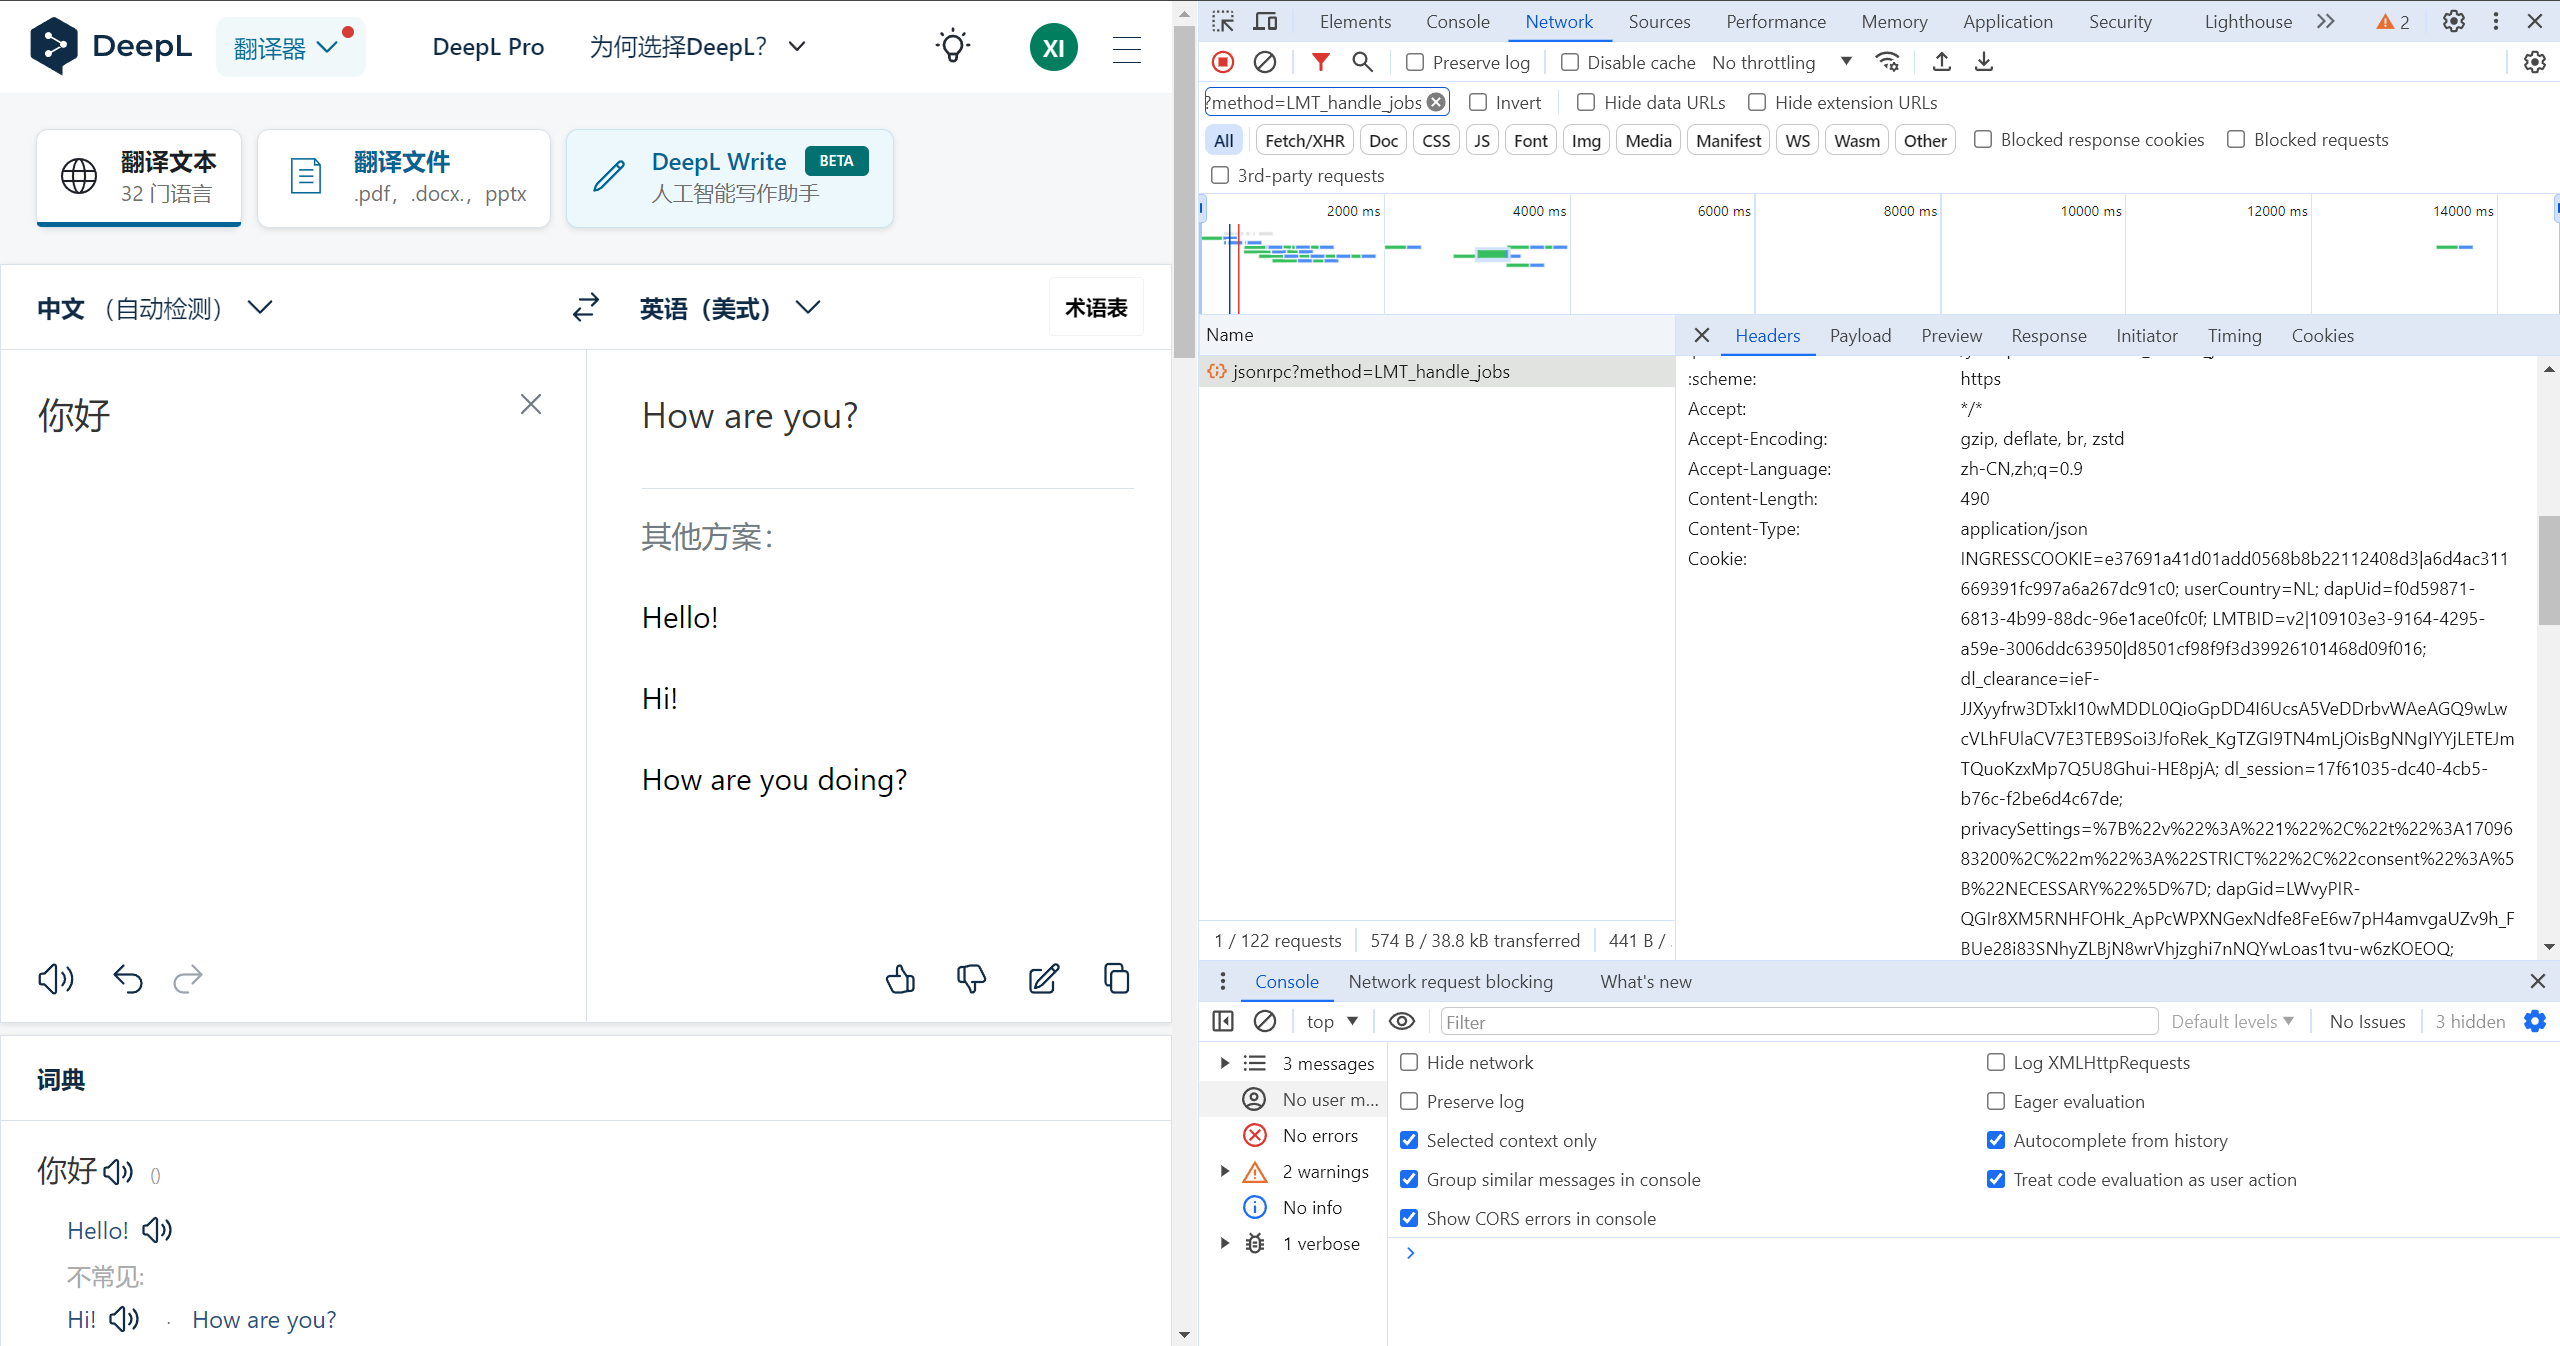 DeepL
翻译器
DeepL Pro
为何选择DeepL？
XI
翻译文本
32 门语言
翻译文件
.pdf，.docx.，pptx
DeepL Write
BETA
人工智能写作助手
中文 （自动检测）
英语（美式）
术语表
你好
How are you?
其他方案：
Hello!
Hi!
How are you doing?
词典
你好
()
Hello!
不常见:
Hi!
· How are you?
Elements
Console
Network
Sources
Performance
Memory
Application
Security
Lighthouse
2
Preserve log
Disable cache
No throttling
?method=LMT_handle_jobs
Invert
Hide data URLs
Hide extension URLs
All
Fetch/XHR
Doc
CSS
JS
Font
Img
Media
Manifest
WS
Wasm
Other
Blocked response cookies
Blocked requests
3rd-party requests
2000 ms
4000 ms
6000 ms
8000 ms
10000 ms
12000 ms
14000 ms
Name
jsonrpc?method=LMT_handle_jobs
1 / 122 requests
574 B / 38.8 kB transferred
441 B / .
Headers
Payload
Preview
Response
Initiator
Timing
Cookies
:scheme: https
Accept: */*
Accept-Encoding: gzip, deflate, br, zstd
Accept-Language: zh-CN,zh;q=0.9
Content-Length: 490
Content-Type: application/json
Cookie: INGRESSCOOKIE=e37691a41d01add0568b8b22112408d3|a6d4ac311
669391fc997a6a267dc91c0; userCountry=NL; dapUid=f0d59871-
6813-4b99-88dc-96e1ace0fc0f; LMTBID=v2|109103e3-9164-4295-
a59e-3006ddc63950|d8501cf98f9f3d39926101468d09f016;
dl_clearance=ieF-
JJXyyfrw3DTxkI10wMDDL0QioGpDD4I6UcsA5VeDDrbvWAeAGQ9wLw
cVLhFUlaCV7E3TEB9Soi3JfoRek_KgTZGI9TN4mLjOisBgNNgIYYjLETEJm
TQuoKzxMp7Q5U8Ghui-HE8pjA; dl_session=17f61035-dc40-4cb5-
b76c-f2be6d4c67de;
privacySettings=%7B%22v%22%3A%221%22%2C%22t%22%3A17096
83200%2C%22m%22%3A%22STRICT%22%2C%22consent%22%3A%5
B%22NECESSARY%22%5D%7D; dapGid=LWvyPIR-
QGIr8XM5RNHFOHk_ApPcWPXNGexNdfe8FeE6w7pH4amvgaUZv9h_F
BUe28i83SNhyZLBjN8wrVhjzghi7nNQYwLoas1tvu-w6zKOEOQ;
Console
Network request blocking
What's new
top
Filter
Default levels
No Issues
3 hidden
3 messages
No user m...
No errors
2 warnings
No info
1 verbose
Hide network
Log XMLHttpRequests
Preserve log
Eager evaluation
Selected context only
Autocomplete from history
Group similar messages in console
Treat code evaluation as user action
Show CORS errors in console